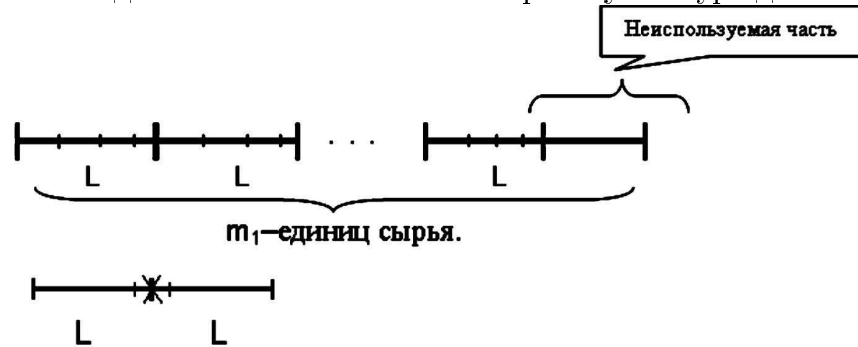 Неиспользуемая часть
L L . . . L
m₁–единиц сырья.
L L